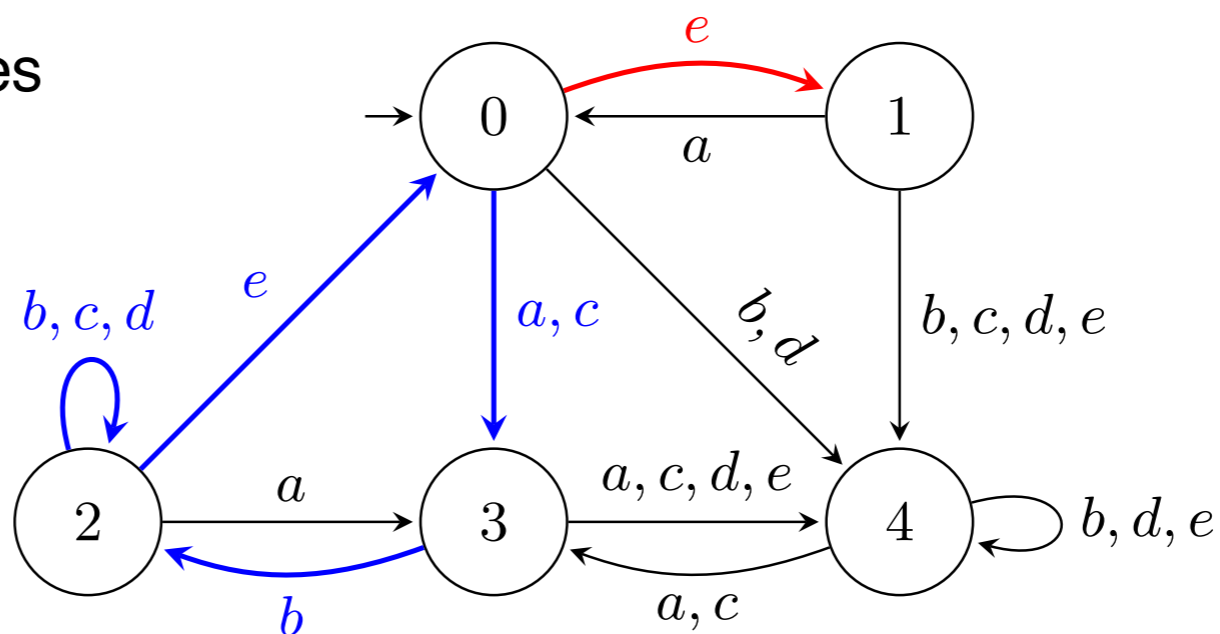 e
es
0
1
a
e
b, c, d
a, c
b, d
b, c, d, e
a
a, c, d, e
2
3
4
b, d, e
b
a, c